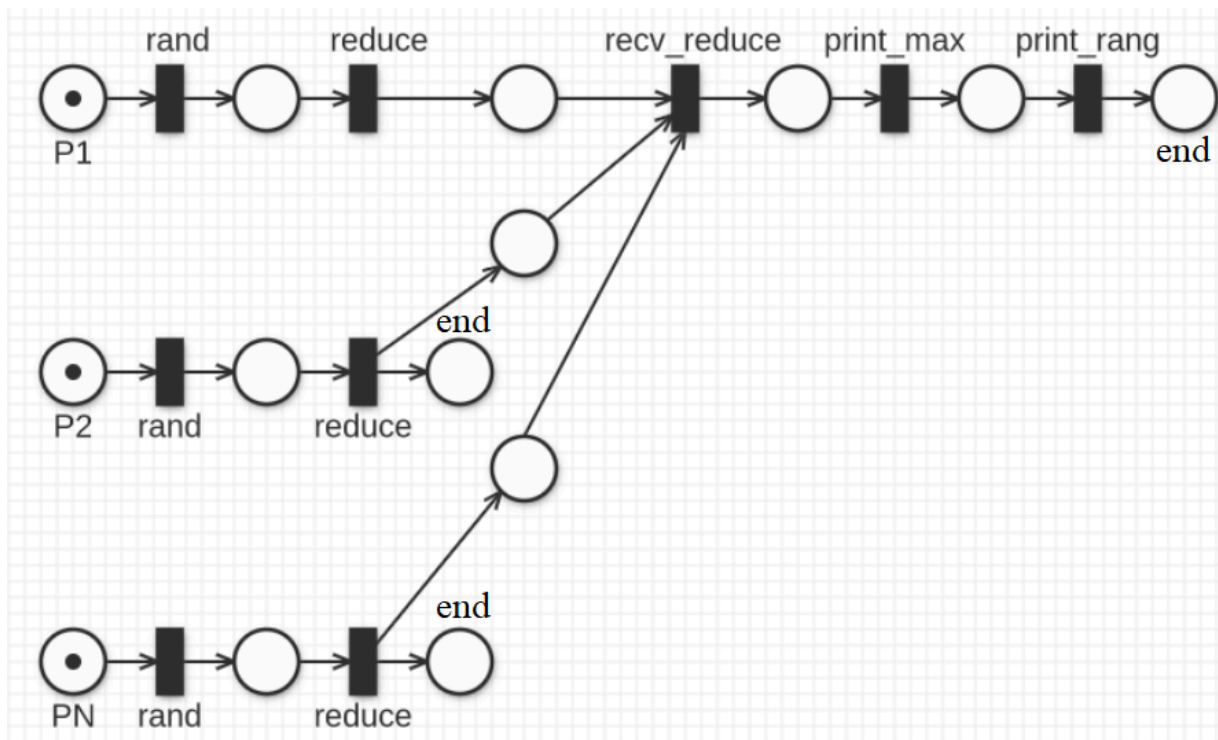 rand reduce recv_reduce print_max print_rang
P1 end
end
P2 rand reduce
end
PN rand reduce